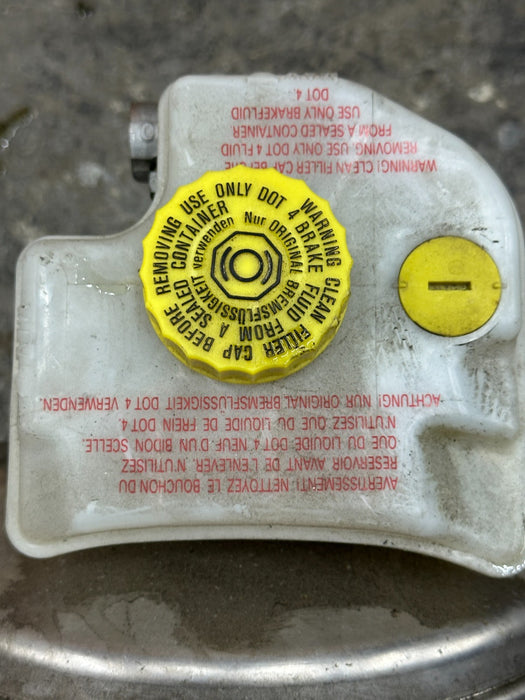 WARNING! CLEAN FILLER CAP BEFORE
REMOVING. USE ONLY DOT 4 FLUID
FROM A SEALED CONTAINER
USE ONLY BRAKEFLUID
DOT 4.
WARNING CLEAN FILLER CAP BEFORE REMOVING USE ONLY DOT 4 BRAKE FLUID FROM A SEALED CONTAINER
Nur ORIGINAL BREMSFLÜSSIGKEIT verwenden
AVERTISSEMENT: NETTOYEZ LE BOUCHON DU
RESERVOIR AVANT DE L'ENLEVER. N'UTILISEZ
QUE DU LIQUIDE DOT 4 NEUF D'UN BIDON SCELLE.
N'UTILISEZ QUE DU LIQUIDE DE FREIN DOT 4
ACHTUNG! NUR ORIGINAL BREMSFLÜSSIGKEIT DOT 4 VERWENDEN.